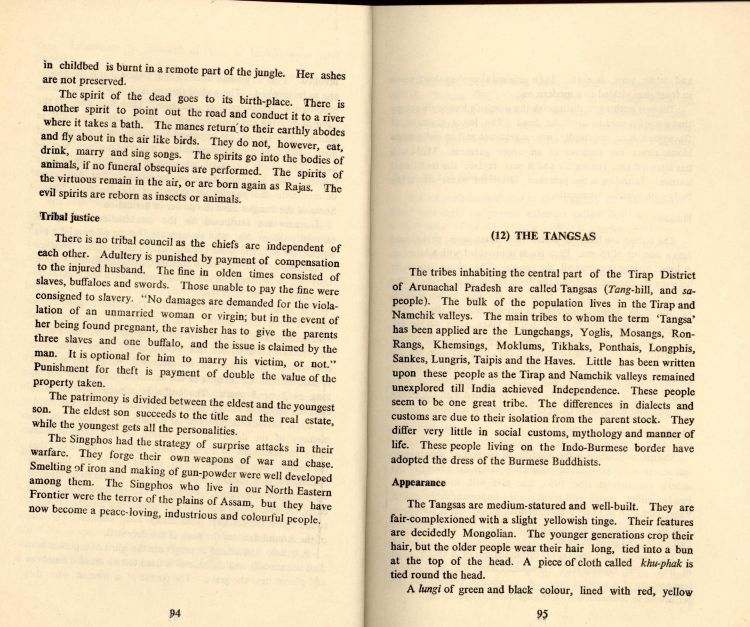 in childbed is burnt in a remote part of the jungle. Her ashes
are not preserved.
The spirit of the dead goes to its birth-place. There is
another spirit to point out the road and conduct it to a river
where it takes a bath. The manes return to their earthly abodes
and fly about in the air like birds. They do not, however, eat,
drink, marry and sing songs. The spirits go into the bodies of
animals, if no funeral obsequies are performed. The spirits of
the virtuous remain in the air, or are born again as Rajas. The
evil spirits are reborn as insects or animals.
Tribal justice
There is no tribal council as the chiefs are independent of
each other. Adultery is punished by payment of compensation
to the injured husband. The fine in olden times consisted of
slaves, buffaloes and swords. Those unable to pay the fine were
consigned to slavery. "No damages are demanded for the viola-
lation of an unmarried woman or virgin; but in the event of
her being found pregnant, the ravisher has to give the parents
three slaves and one buffalo, and the issue is claimed by the
man. It is optional for him to marry his victim, or not."
Punishment for theft is payment of double the value of the
property taken.
The patrimony is divided between the eldest and the youngest
son. The eldest son succeeds to the title and the real estate,
while the youngest gets all the personalities.
The Singphos had the strategy of surprise attacks in their
warfare. They forge their own weapons of war and chase.
Smelting of iron and making of gun-powder were well developed
among them. The Singphos who live in our North Eastern
Frontier were the terror of the plains of Assam, but they have
now become a peace-loving, industrious and colourful people.
94
(12) THE TANGSAS
The tribes inhabiting the central part of the Tirap District
of Arunachal Pradesh are called Tangsas (Tang-hill, and sa-
people). The bulk of the population lives in the Tirap and
Namchik valleys. The main tribes to whom the term 'Tangsa'
has been applied are the Lungchangs, Yoglis, Mosangs, Ron-
Rangs, Khemsings, Moklums, Tikhaks, Ponthais, Longphis,
Sankes, Lungris, Taipis and the Haves. Little has been written
upon these people as the Tirap and Namchik valleys remained
unexplored till India achieved Independence. These people
seem to be one great tribe. The differences in dialects and
customs are due to their isolation from the parent stock. They
differ very little in social customs, mythology and manner of
life. These people living on the Indo-Burmese border have
adopted the dress of the Burmese Buddhists.
Appearance
The Tangsas are medium-statured and well-built. They are
fair-complexioned with a slight yellowish tinge. Their features
are decidedly Mongolian. The younger generations crop their
hair, but the older people wear their hair long, tied into a bun
at the top of the head. A piece of cloth called khu-phak is
tied round the head.
A lungi of green and black colour, lined with red, yellow
95